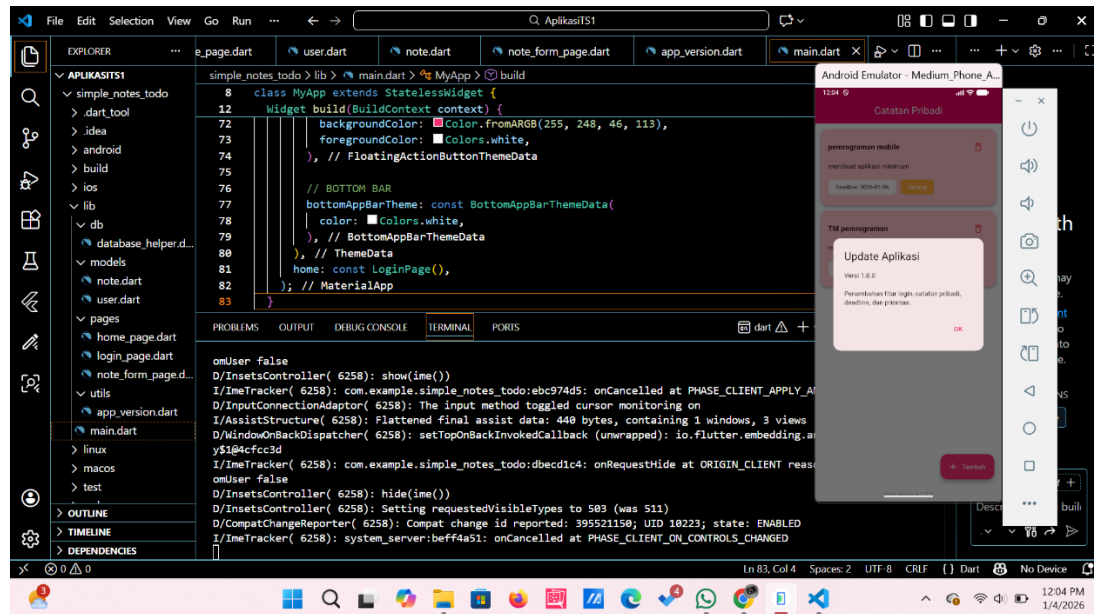 File Edit Selection View Go Run ··· AplikasiTS1
EXPLORER ···
e_page.dart user.dart note.dart note_form_page.dart app_version.dart main.dart
APLIKASITS1
simple_notes_todo
.dart_tool
.idea
android
build
ios
lib
db
database_helper.d...
models
note.dart
user.dart
pages
home_page.dart
login_page.dart
note_form_page.d...
utils
app_version.dart
main.dart
linux
macos
test
OUTLINE
TIMELINE
DEPENDENCIES
simple_notes_todo > lib > main.dart > MyApp > build
8 class MyApp extends StatelessWidget {
12 Widget build(BuildContext context) {
72 backgroundColor: Color.fromARGB(255, 248, 46, 113),
73 foregroundColor: Colors.white,
74 ), // FloatingActionButtonThemeData
75
76 // BOTTOM BAR
77 bottomAppBarTheme: const BottomAppBarThemeData(
78 color: Colors.white,
79 ), // BottomAppBarThemeData
80 ), // ThemeData
81 home: const LoginPage(),
82 ); // MaterialApp
83 }
PROBLEMS OUTPUT DEBUG CONSOLE TERMINAL PORTS dart
omUser false
D/InsetsController( 6258): show(ime())
I/ImeTracker( 6258): com.example.simple_notes_todo:ebc974d5: onCancelled at PHASE_CLIENT_APPLY_A
D/InputConnectionAdaptor( 6258): The input method toggled cursor monitoring on
I/AssistStructure( 6258): Flattened final assist data: 440 bytes, containing 1 windows, 3 views
D/WindowOnBackDispatcher( 6258): setTopOnBackInvokedCallback (unwrapped): io.flutter.embedding.a
y$1@4cfcc3d
I/ImeTracker( 6258): com.example.simple_notes_todo:dbecd1c4: onRequestHide at ORIGIN_CLIENT reas
omUser false
D/InsetsController( 6258): hide(ime())
D/InsetsController( 6258): Setting requestedVisibleTypes to 503 (was 511)
D/CompatChangeReporter( 6258): Compat change id reported: 395521150; UID 10223; state: ENABLED
I/ImeTracker( 6258): system_server:beff4a51: onCancelled at PHASE_CLIENT_ON_CONTROLS_CHANGED
Android Emulator - Medium_Phone_A...
12:04
Catatan Pribadi
pemrograman mobile
membuat aplikasi minimum
Deadline: 2026-01-06
TM pemrograman
Update Aplikasi
Versi 1.0.0
Penambahan fitur login, catatan pribadi,
deadline, dan prioritas.
OK
+ Tambah
th
nt
NS
Descr
build
0 0 Ln 83, Col 4 Spaces: 2 UTF-8 CRLF {} Dart No Device
3 4 12:04 PM
1/4/2026